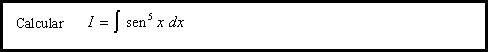 Calcular I = ∫ sen⁵ x dx